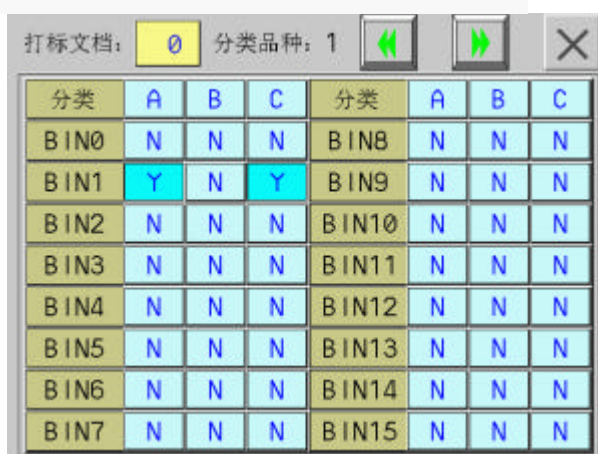 打标文档: 0 分类品种: 1
分类 A B C 分类 A B C
BIN0 N N N BIN8 N N N
BIN1 Y N Y BIN9 N N N
BIN2 N N N BIN10 N N N
BIN3 N N N BIN11 N N N
BIN4 N N N BIN12 N N N
BIN5 N N N BIN13 N N N
BIN6 N N N BIN14 N N N
BIN7 N N N BIN15 N N N